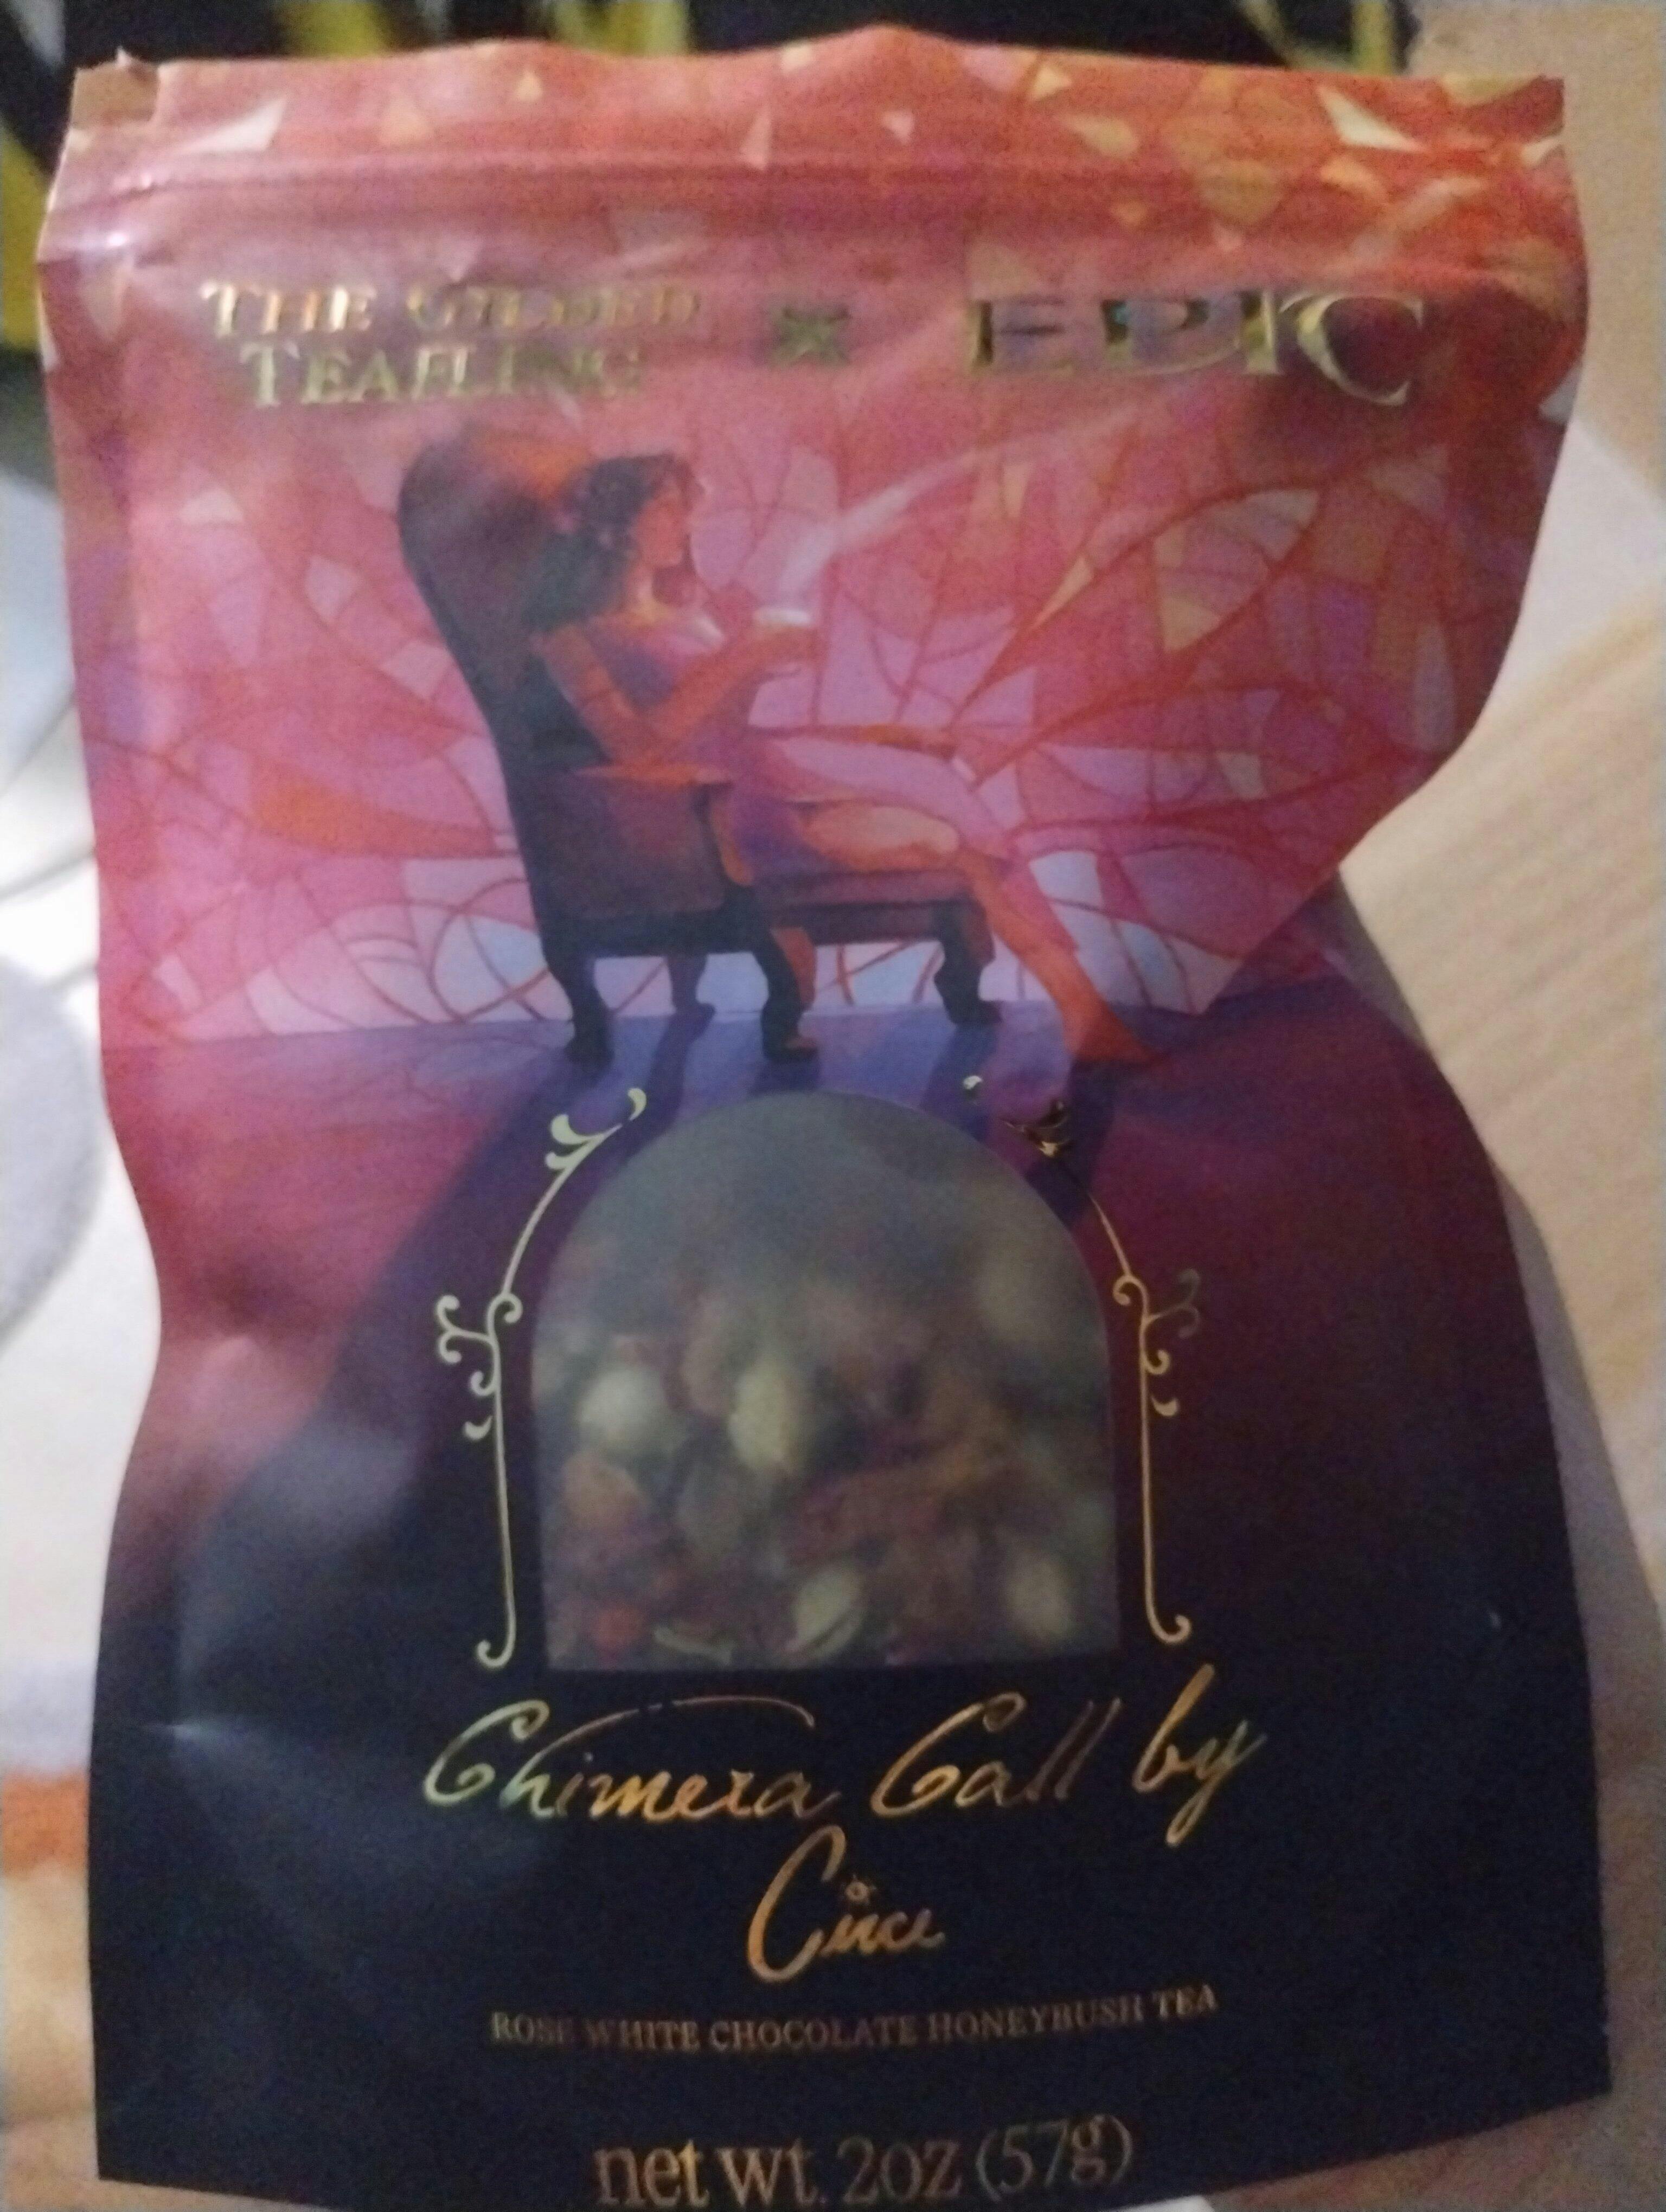 THE GILDED × EPIC
TEAFLING
Chimera Call by
Circe
ROSE WHITE CHOCOLATE HONEYBUSH TEA
net wt. 2oz (57g)